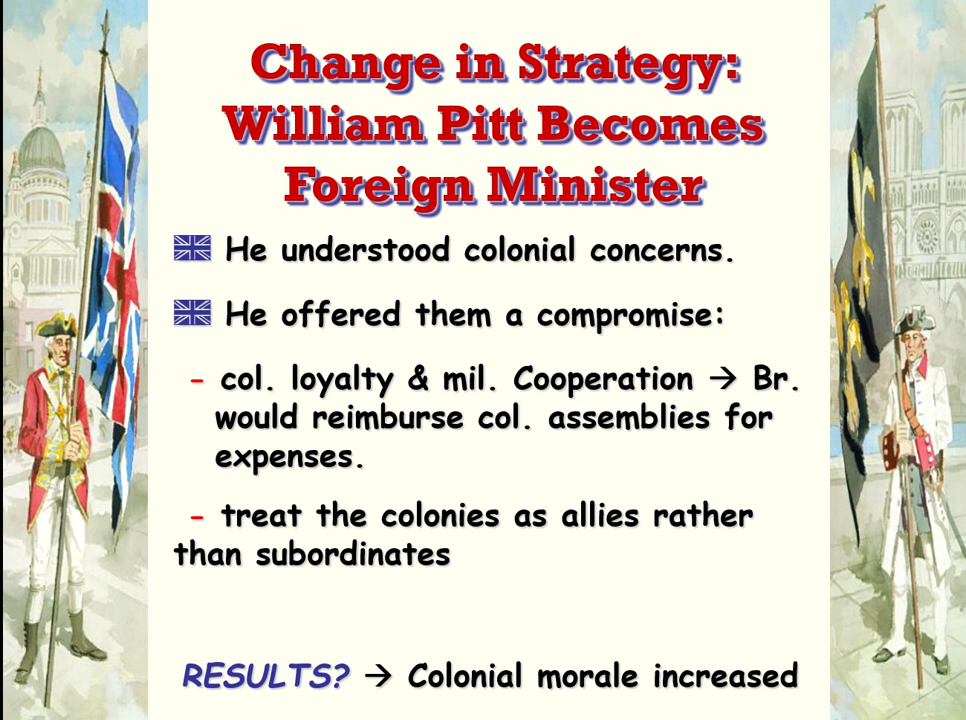 Change in Strategy:
William Pitt Becomes
Foreign Minister
He understood colonial concerns.
He offered them a compromise:
- col. loyalty & mil. Cooperation → Br.
would reimburse col. assemblies for
expenses.
- treat the colonies as allies rather
than subordinates
RESULTS? → Colonial morale increased